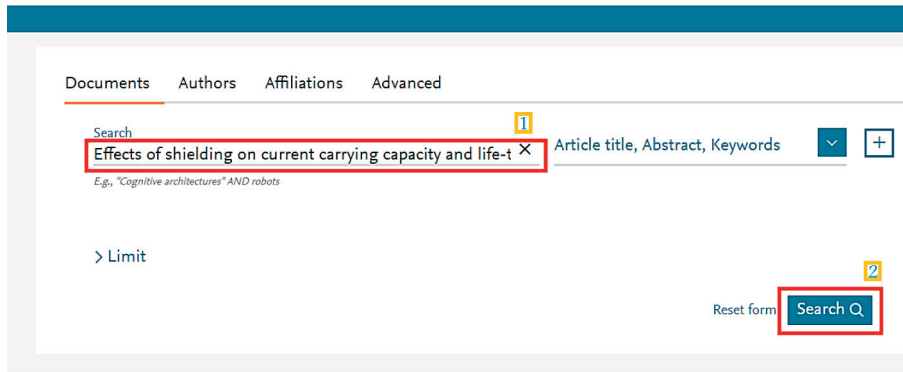 Documents Authors Affiliations Advanced
1
Search
Effects of shielding on current carrying capacity and life-t ×
Article title, Abstract, Keywords
E.g., "Cognitive architectures" AND robots
Limit
2
Reset form Search